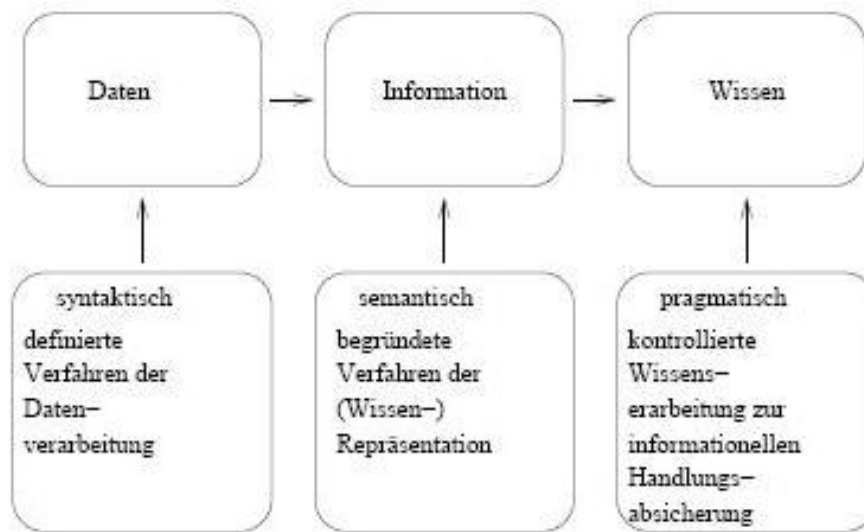 Daten
Information
Wissen
syntaktisch
definierte
Verfahren der
Daten–
verarbeitung
semantisch
begründete
Verfahren der
(Wissen–)
Repräsentation
pragmatisch
kontrollierte
Wissens–
erarbeitung zur
informationellen
Handlungs–
absicherung